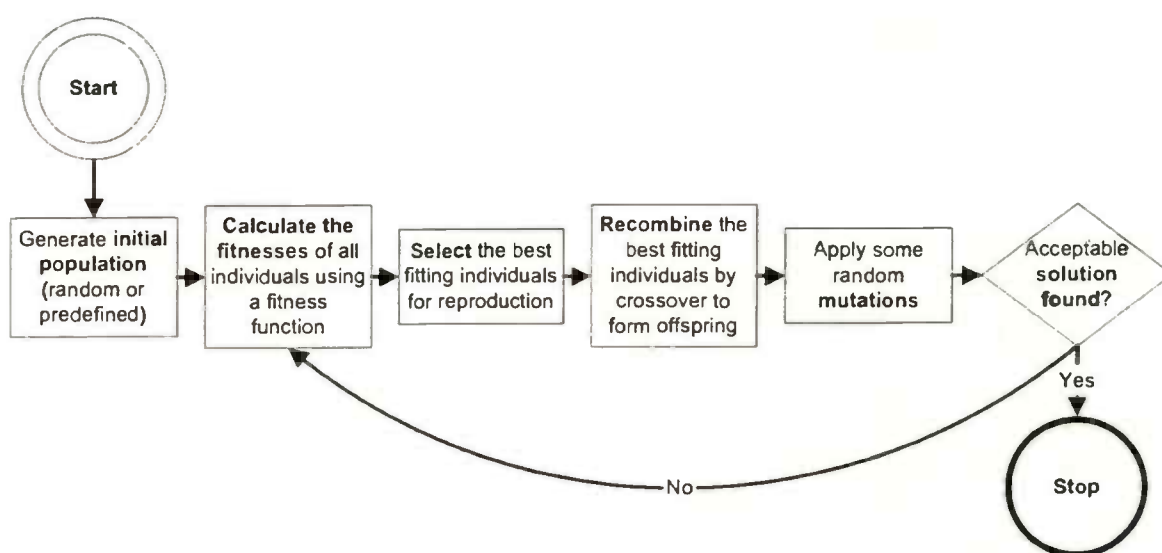 Start
Generate initial
population
(random or
predefined)
Calculate the
fitnesses of all
individuals using
a fitness
function
Select the best
fitting individuals
for reproduction
Recombine the
best fitting
individuals by
crossover to
form offspring
Apply some
random
mutations
Acceptable
solution
found?
Yes
No
Stop